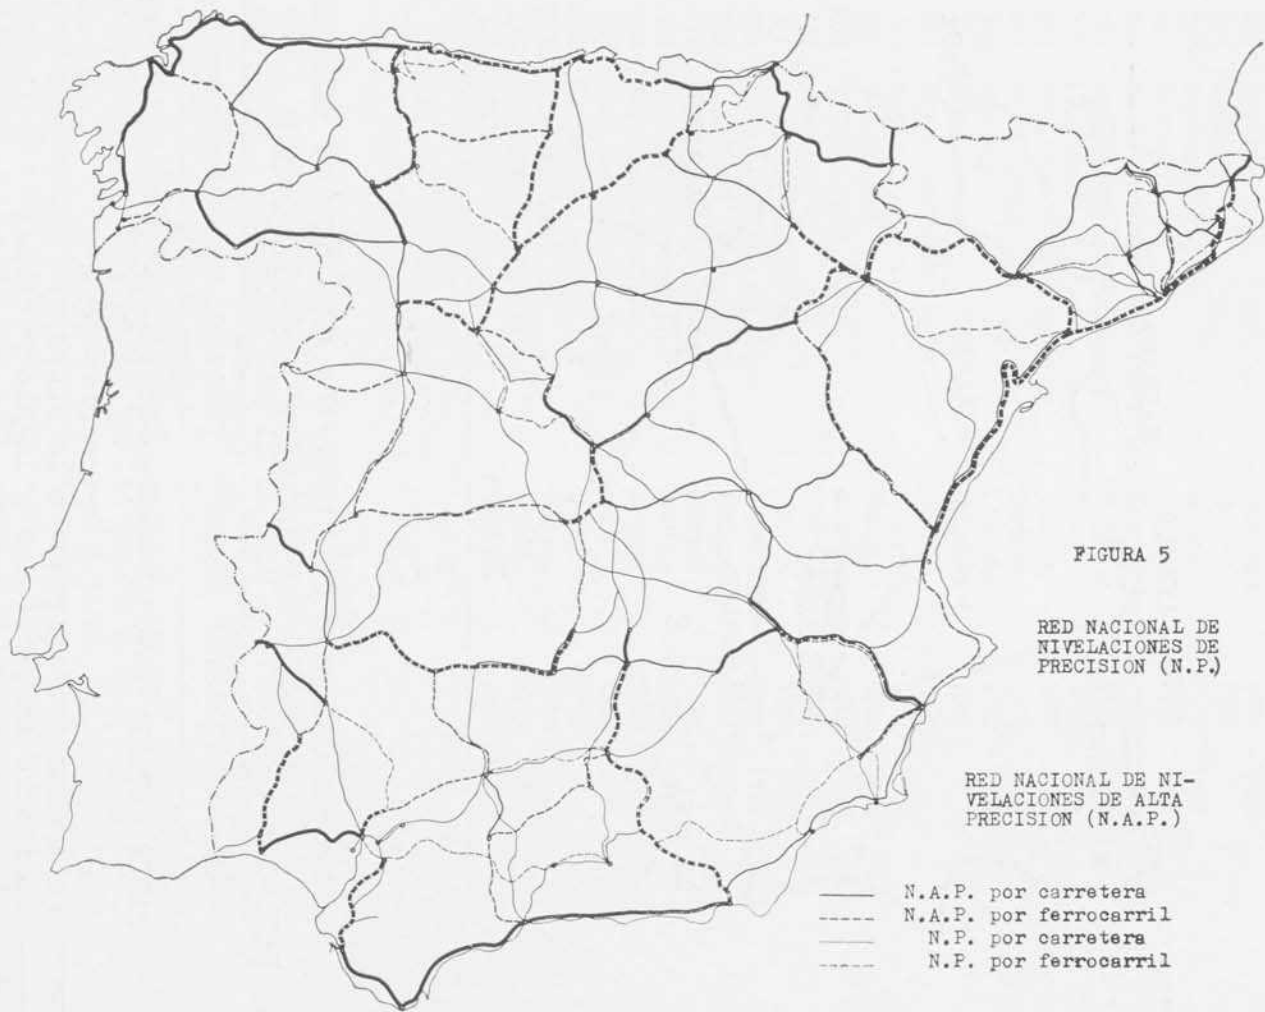 FIGURA 5
RED NACIONAL DE
NIVELACIONES DE
PRECISION (N.P.)
RED NACIONAL DE NI-
VELACIONES DE ALTA
PRECISION (N.A.P.)
N.A.P. por carretera
N.A.P. por ferrocarril
N.P. por carretera
N.P. por ferrocarril